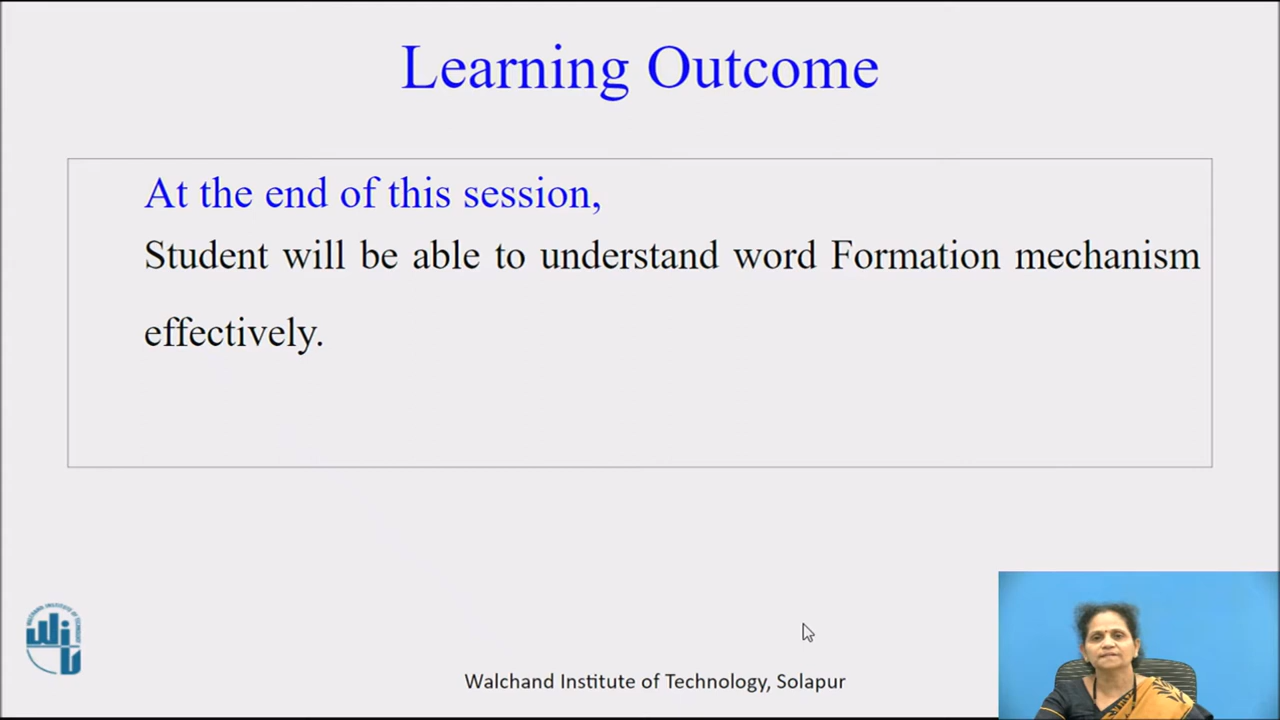 Learning Outcome
At the end of this session,
Student will be able to understand word Formation mechanism
effectively.
Walchand Institute of Technology, Solapur